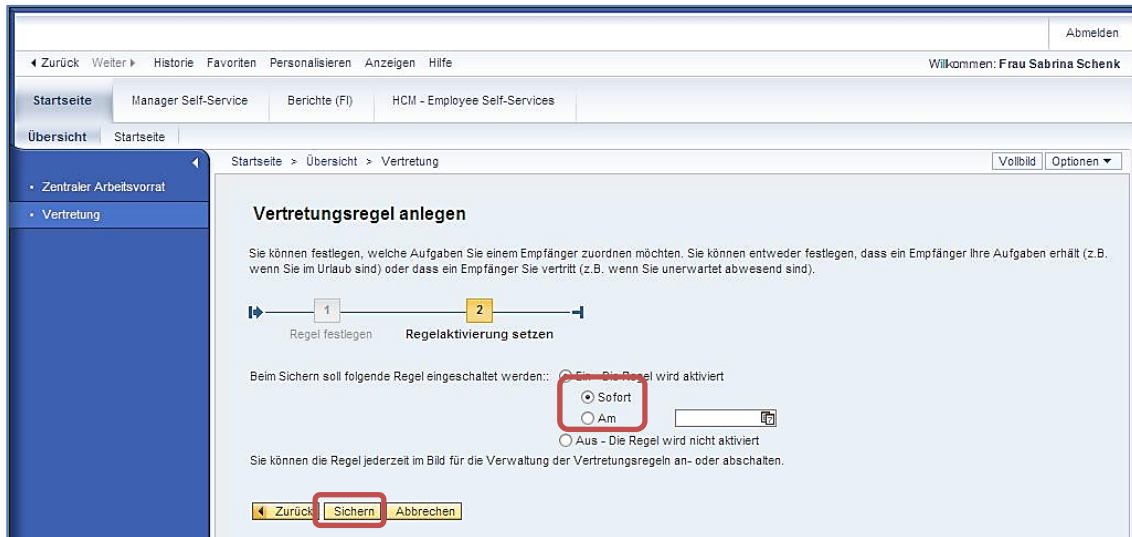 Abmelden
Zurück Weiter Historie Favoriten Personalisieren Anzeigen Hilfe
Willkommen: Frau Sabrina Schenk
Startseite Manager Self-Service Berichte (FI) HCM - Employee Self-Services
Übersicht Startseite
Startseite > Übersicht > Vertretung
Vollbild Optionen
• Zentraler Arbeitsvorrat
• Vertretung
Vertretungsregel anlegen
Sie können festlegen, welche Aufgaben Sie einem Empfänger zuordnen möchten. Sie können entweder festlegen, dass ein Empfänger Ihre Aufgaben erhält (z.B.
wenn Sie im Urlaub sind) oder dass ein Empfänger Sie vertritt (z.B. wenn Sie unerwartet abwesend sind).
1 2
Regel festlegen Regelaktivierung setzen
Beim Sichern soll folgende Regel eingeschaltet werden:: Ein - Die Regel wird aktiviert
Sofort
Am
Aus - Die Regel wird nicht aktiviert
Sie können die Regel jederzeit im Bild für die Verwaltung der Vertretungsregeln an- oder abschalten.
Zurück Sichern Abbrechen